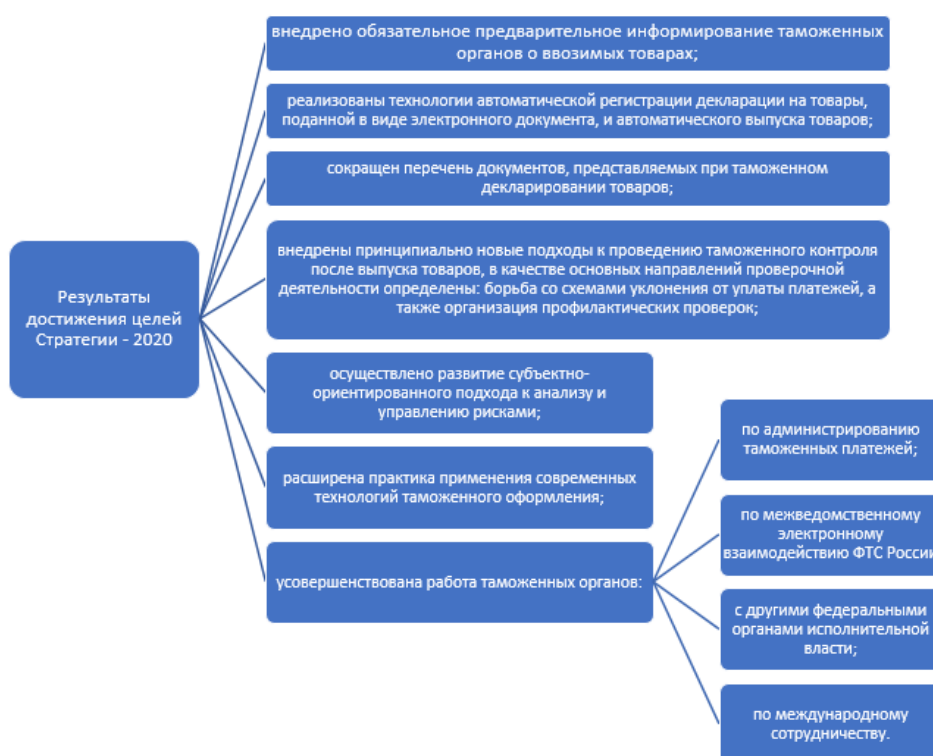 Результаты
достижения целей
Стратегии - 2020
внедрено обязательное предварительное информирование таможенных
органов о ввозимых товарах;
реализованы технологии автоматической регистрации декларации на товары,
поданной в виде электронного документа, и автоматического выпуска товаров;
сокращен перечень документов, представляемых при таможенном
декларировании товаров;
внедрены принципиально новые подходы к проведению таможенного контроля
после выпуска товаров, в качестве основных направлений проверочной
деятельности определены: борьба со схемами уклонения от уплаты платежей, а
также организация профилактических проверок;
осуществлено развитие субъектно-
ориентированного подхода к анализу и
управлению рисками;
расширена практика применения современных
технологий таможенного оформления;
усовершенствована работа таможенных органов:
по администрированию
таможенных платежей;
по межведомственному
электронному
взаимодействию ФТС России
с другими федеральными
органами исполнительной
власти;
по международному
сотрудничеству.